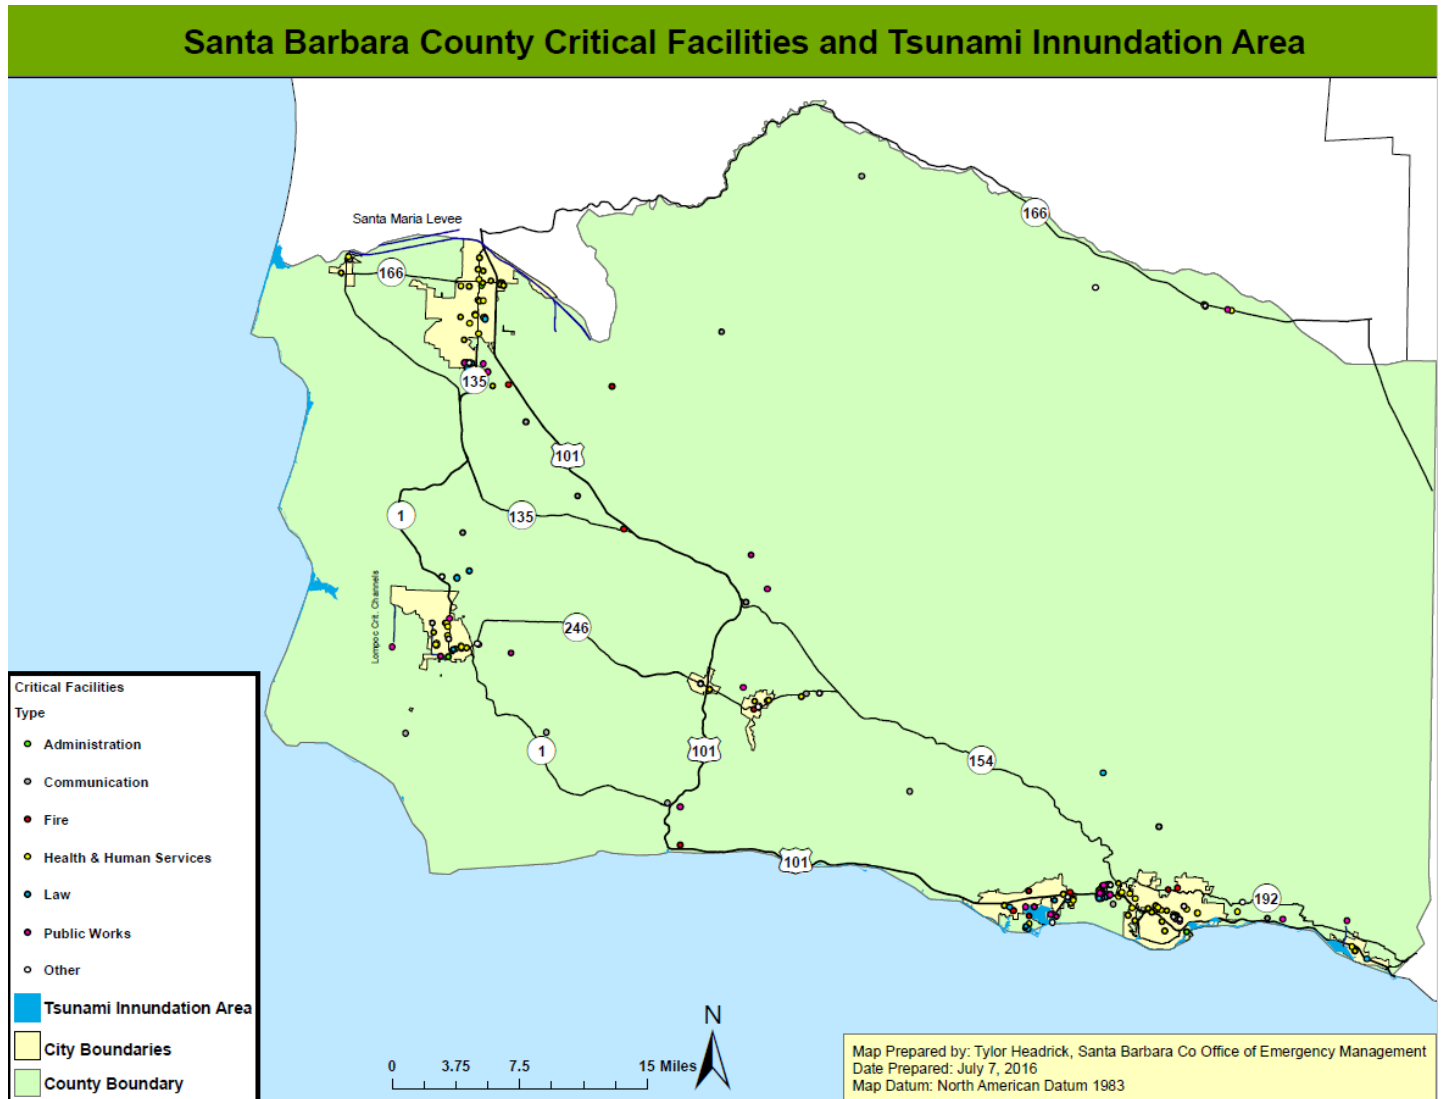 Santa Barbara County Critical Facilities and Tsunami Innundation Area
Santa Maria Levee
166
166
135
101
1
135
Lompoc Crit. Channels
246
1
101
154
101
192
Critical Facilities
Type
Administration
Communication
Fire
Health & Human Services
Law
Public Works
Other
Tsunami Innundation Area
City Boundaries
County Boundary
N
0 3.75 7.5 15 Miles
Map Prepared by: Tylor Headrick, Santa Barbara Co Office of Emergency Management
Date Prepared: July 7, 2016
Map Datum: North American Datum 1983